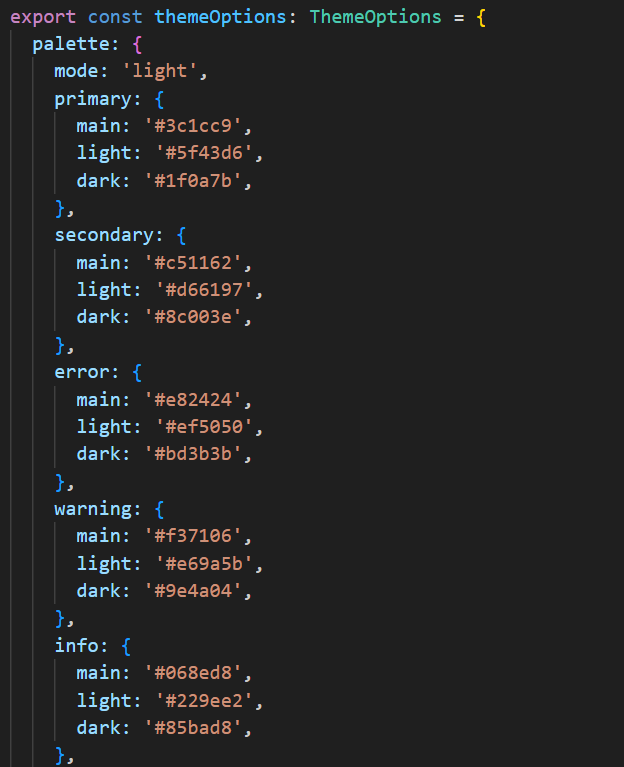 export const themeOptions: ThemeOptions = {
palette: {
mode: 'light',
primary: {
main: '#3c1cc9',
light: '#5f43d6',
dark: '#1f0a7b',
},
secondary: {
main: '#c51162',
light: '#d66197',
dark: '#8c003e',
},
error: {
main: '#e82424',
light: '#ef5050',
dark: '#bd3b3b',
},
warning: {
main: '#f37106',
light: '#e69a5b',
dark: '#9e4a04',
},
info: {
main: '#068ed8',
light: '#229ee2',
dark: '#85bad8',
},